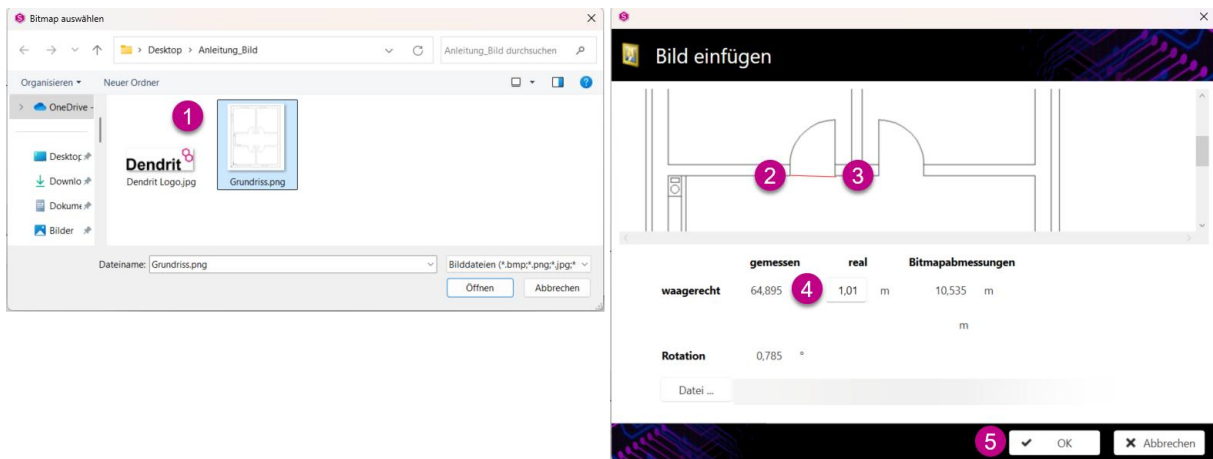 Bitmap auswählen
Desktop > Anleitung_Bild
Anleitung_Bild durchsuchen
Organisieren
Neuer Ordner
OneDrive -
Desktop
Downlo
Dokume
Bilder
1
Dendrit
Dendrit Logo.jpg
Grundriss.png
Dateiname:
Grundriss.png
Bilddateien (*.bmp;*.png;*.jpg;*
Öffnen
Abbrechen
S
Bild einfügen
2
3
gemessen real Bitmapabmessungen
waagerecht 64,895 4 1,01 m 10,535 m
m
Rotation 0,785 °
Datei ...
5 OK Abbrechen